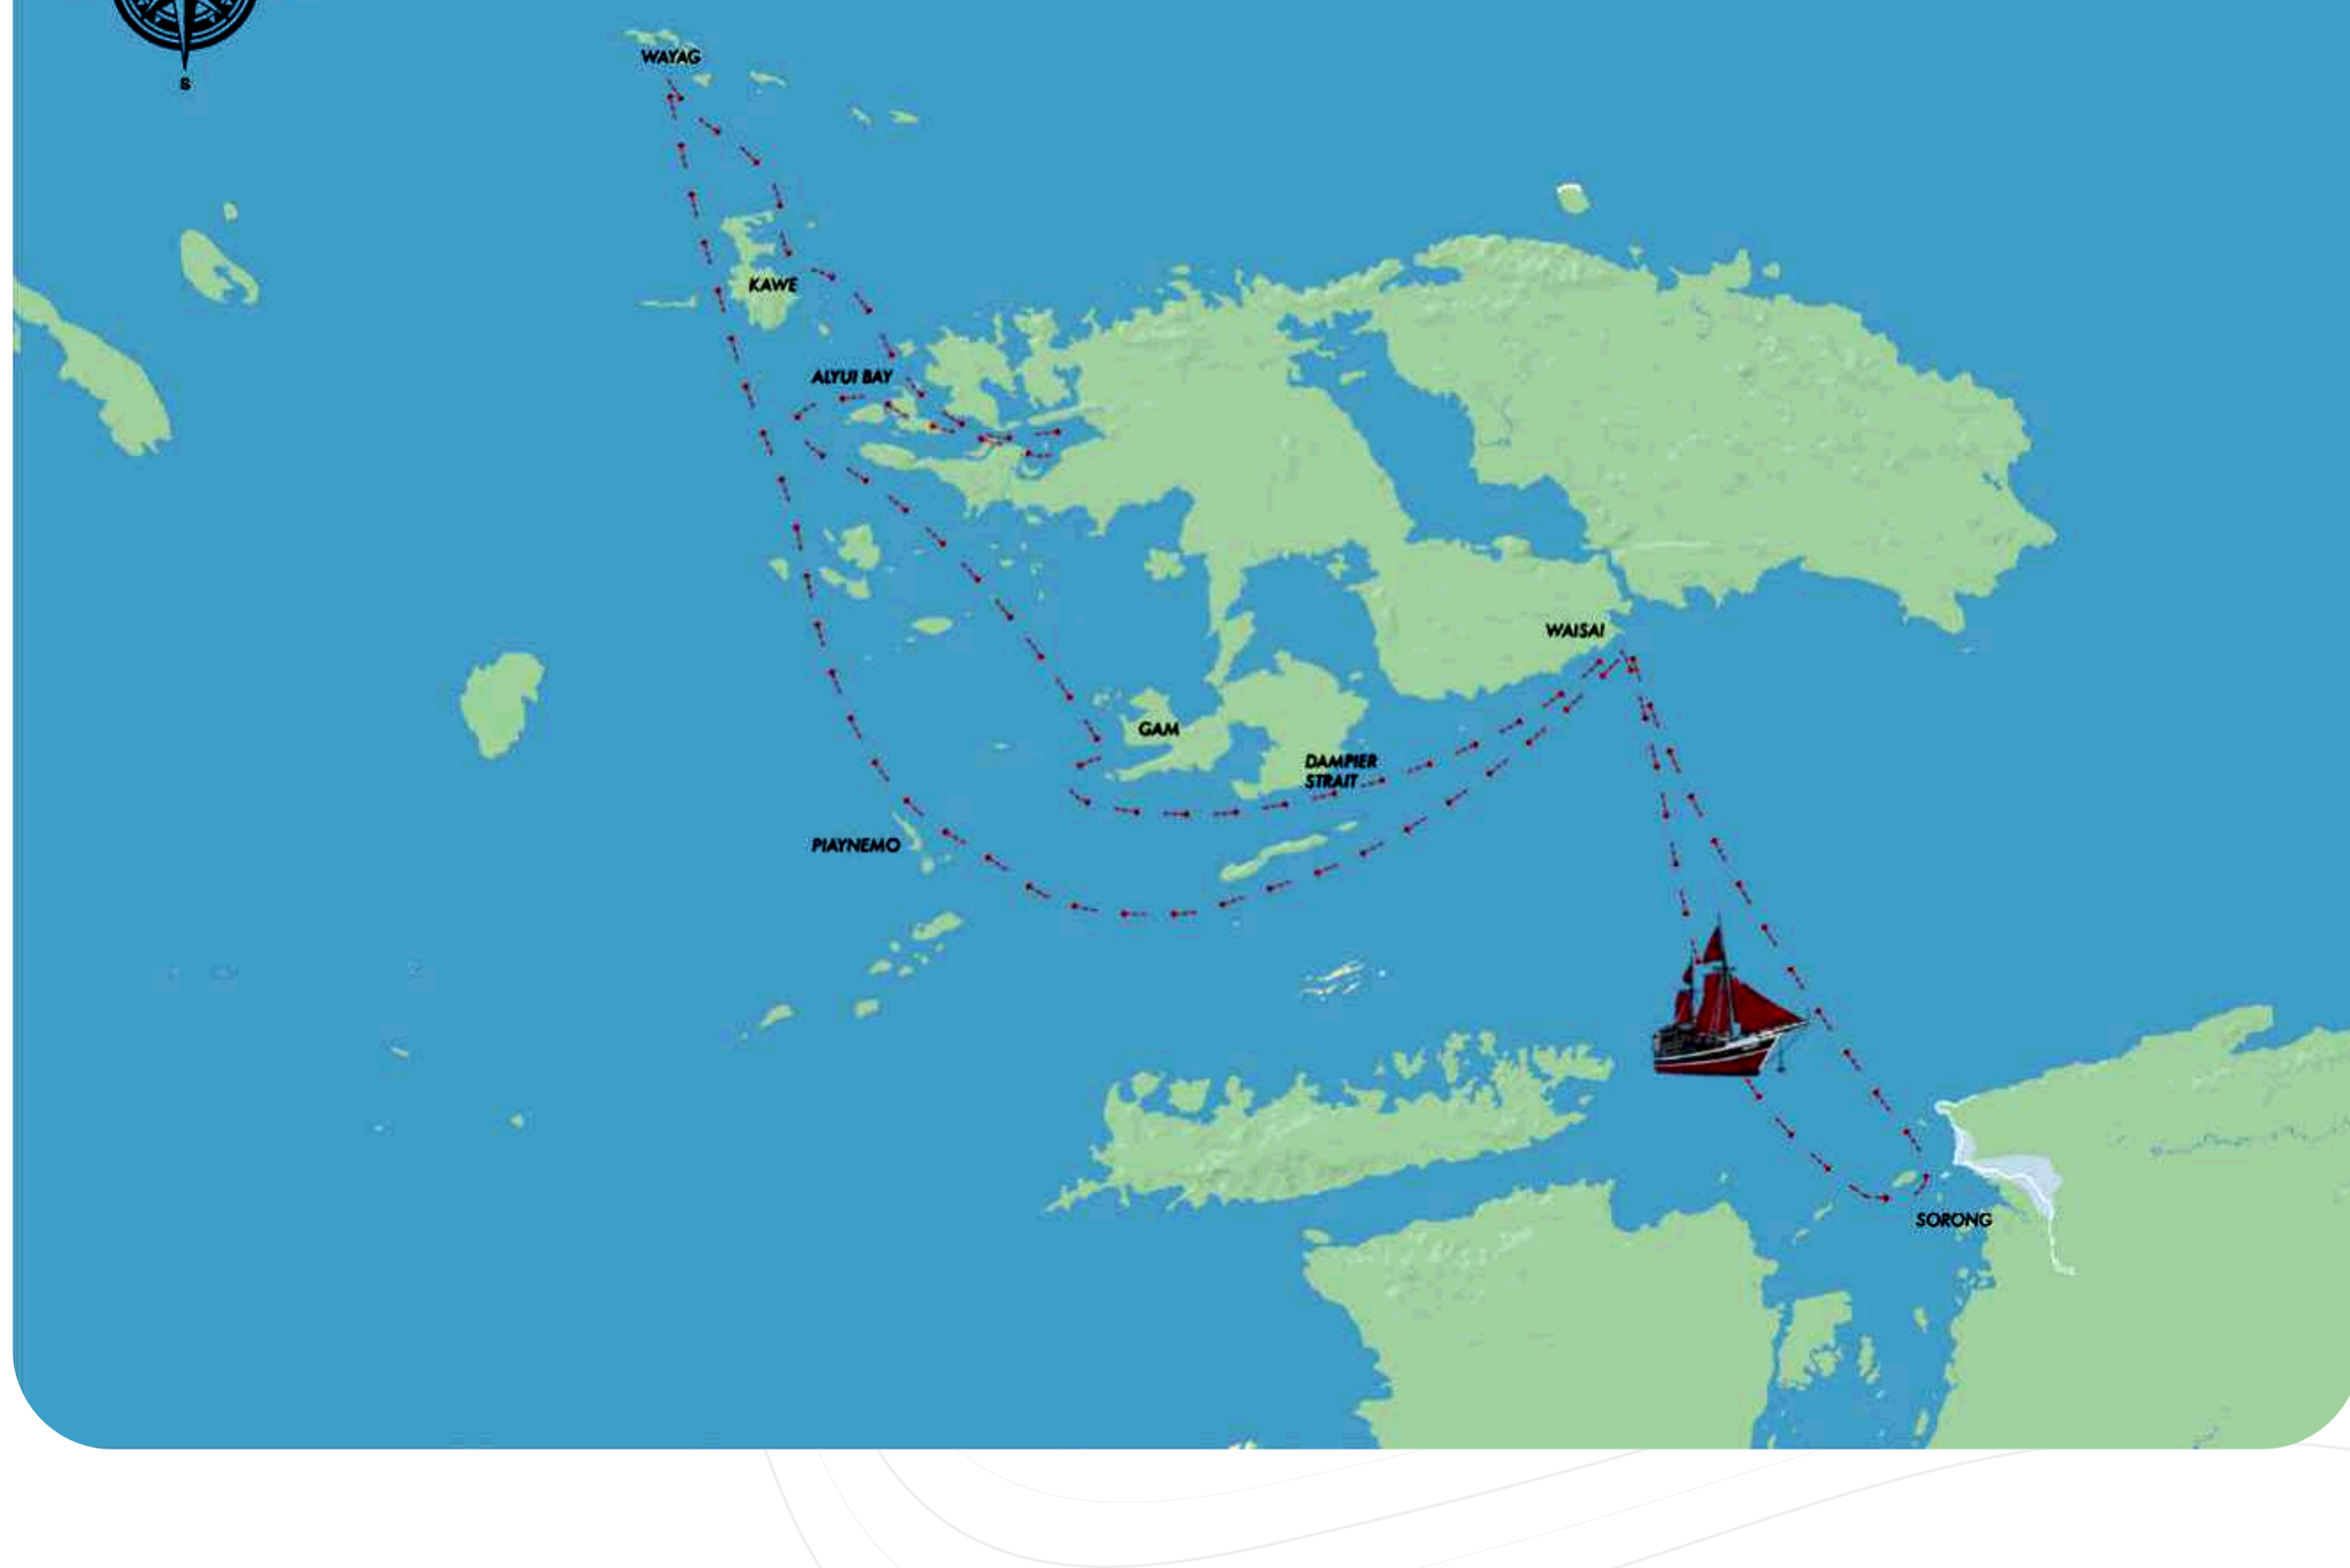 S
WAYAG
KAWE
ALYUI BAY
WAISAI
GAM
DAMPIER
STRAIT
PIAYNEMO
SORONG